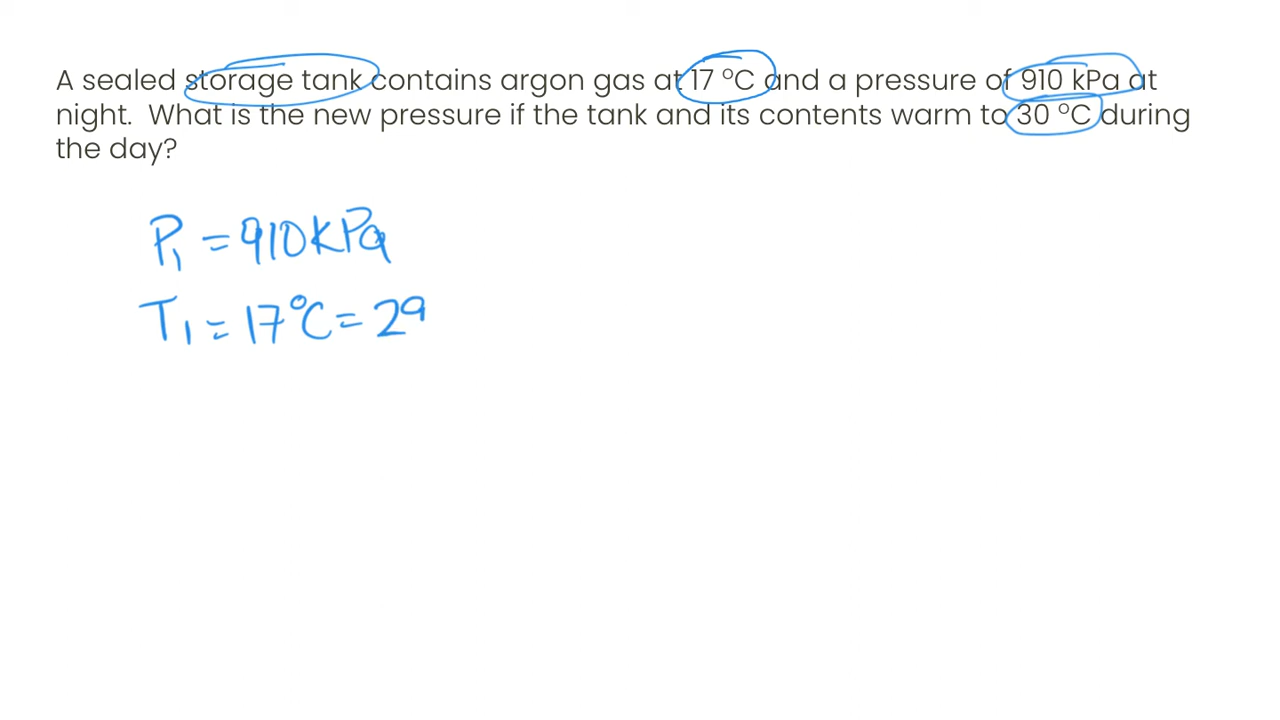 A sealed storage tank contains argon gas at 17 °C and a pressure of 910 kPa at
night. What is the new pressure if the tank and its contents warm to 30 °C during
the day?
P₁ = 910 kPa
T₁ = 17°C = 29